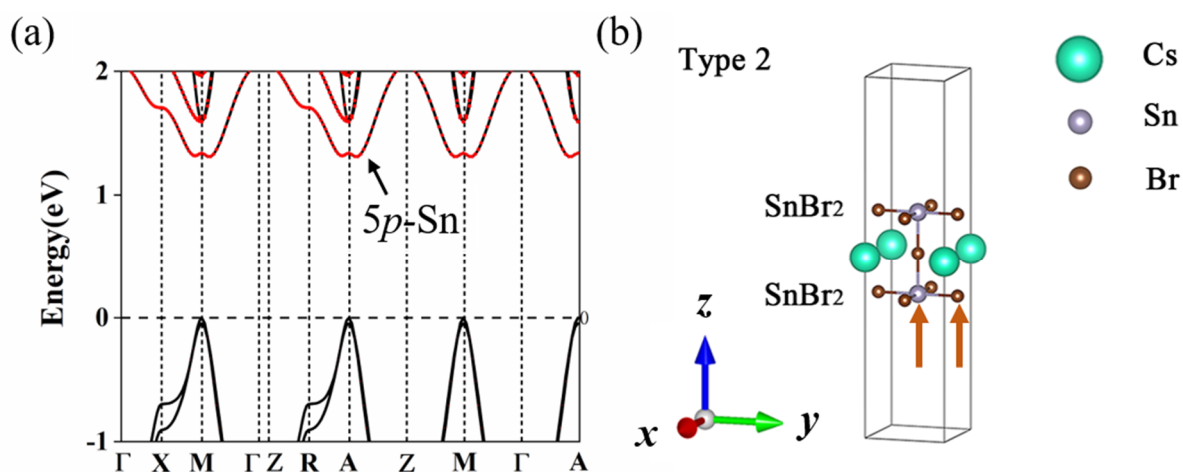 (a)
2
1
0
-1
Energy(eV)
5p-Sn
0
Γ X M Γ Z R A Z M Γ A
(b)
Type 2
Cs
Sn
Br
SnBr₂
SnBr₂
z
x
y